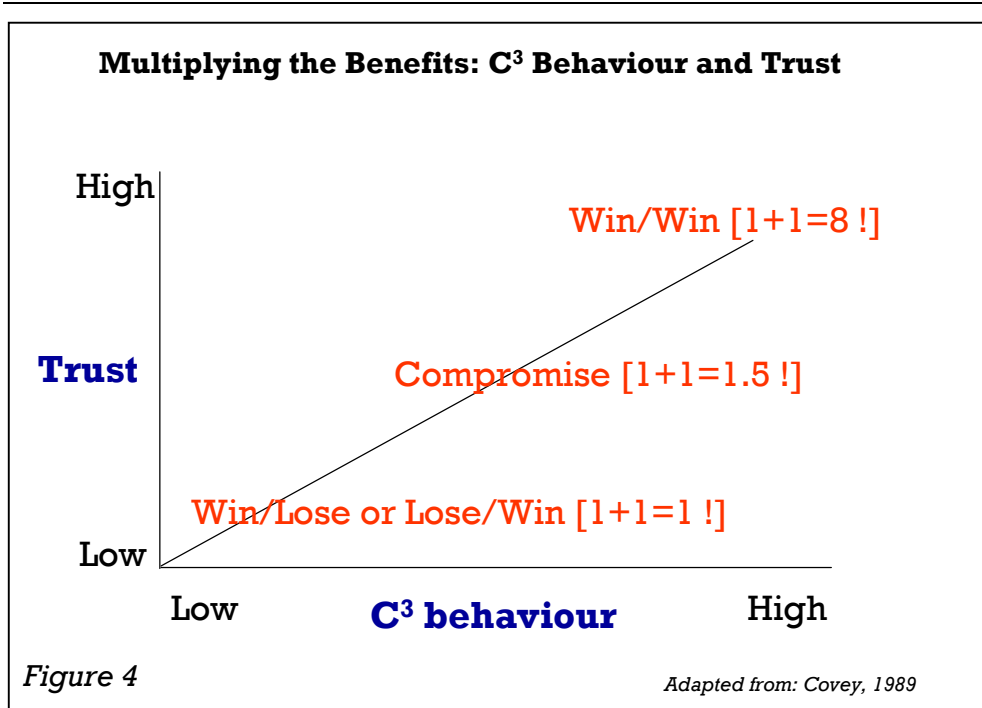 Multiplying the Benefits: C³ Behaviour and Trust
High
Win/Win [1+1=8 !]
Trust
Compromise [1+1=1.5 !]
Win/Lose or Lose/Win [1+1=1 !]
Low
Low
C³ behaviour
High
Figure 4
Adapted from: Covey, 1989